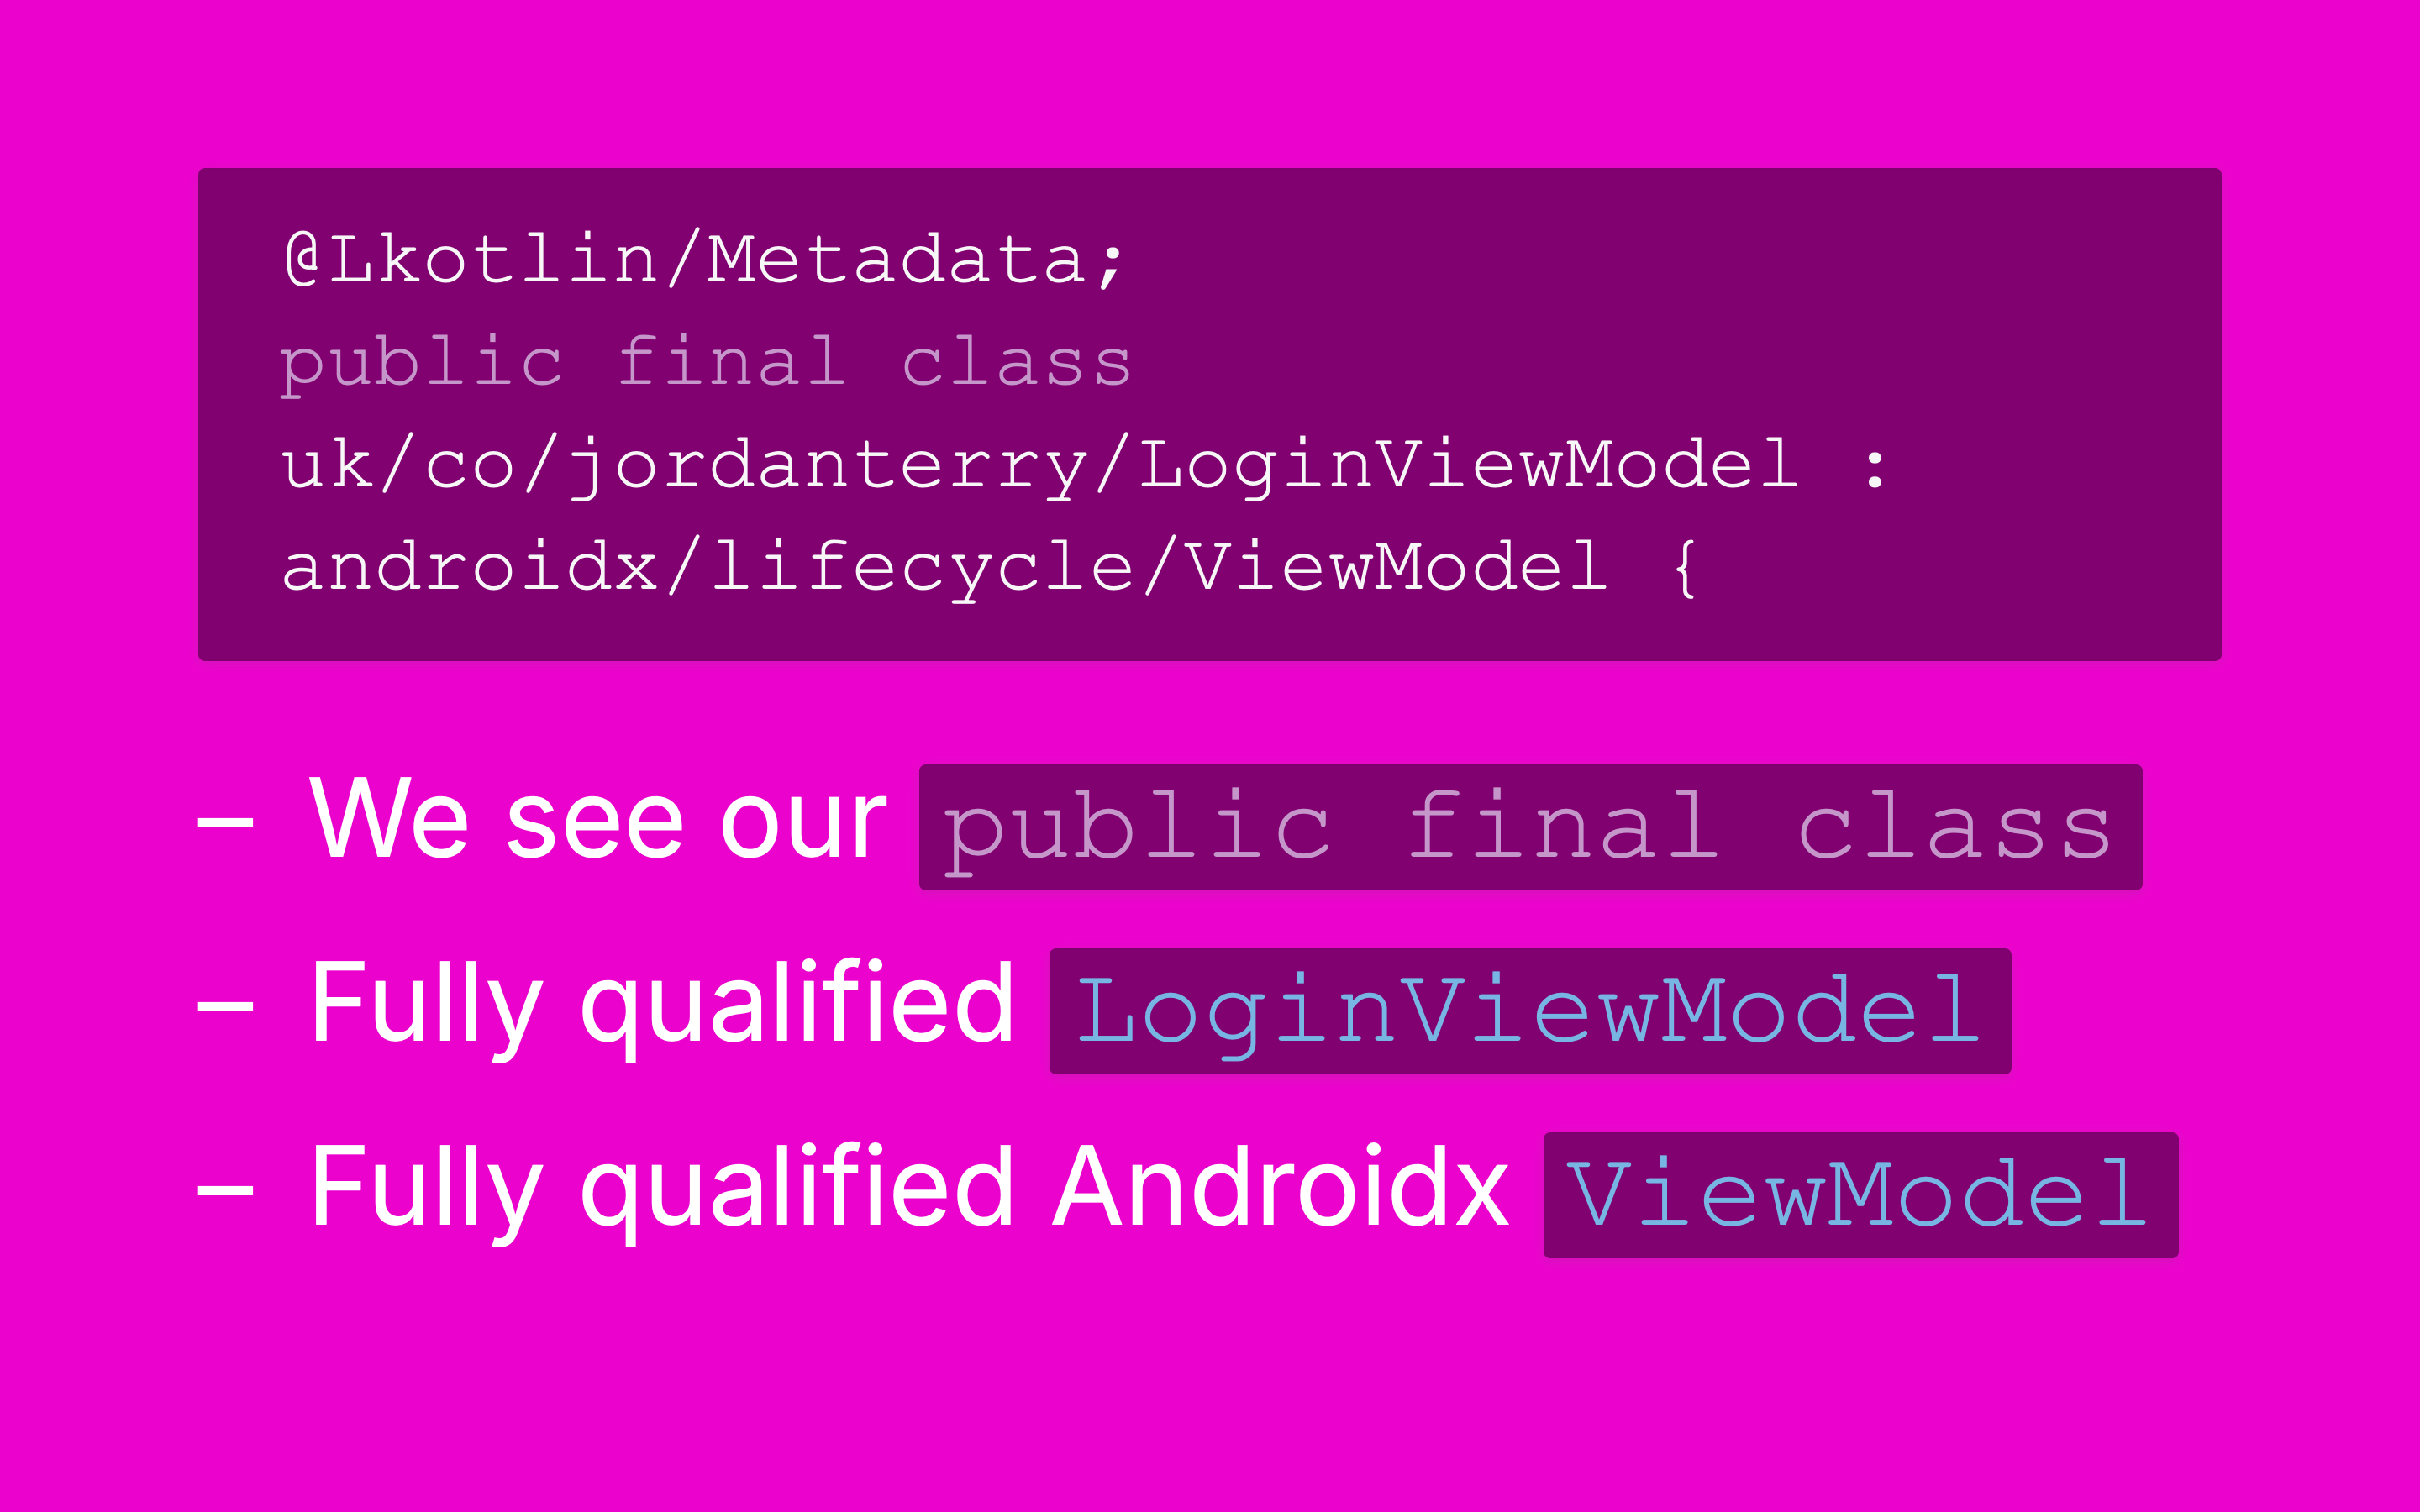 @Lkotlin/Metadata;
public final class
uk/co/jordanterry/LoginViewModel :
androidx/lifecycle/ViewModel {
– We see our public final class
– Fully qualified LoginViewModel
– Fully qualified Androidx ViewModel